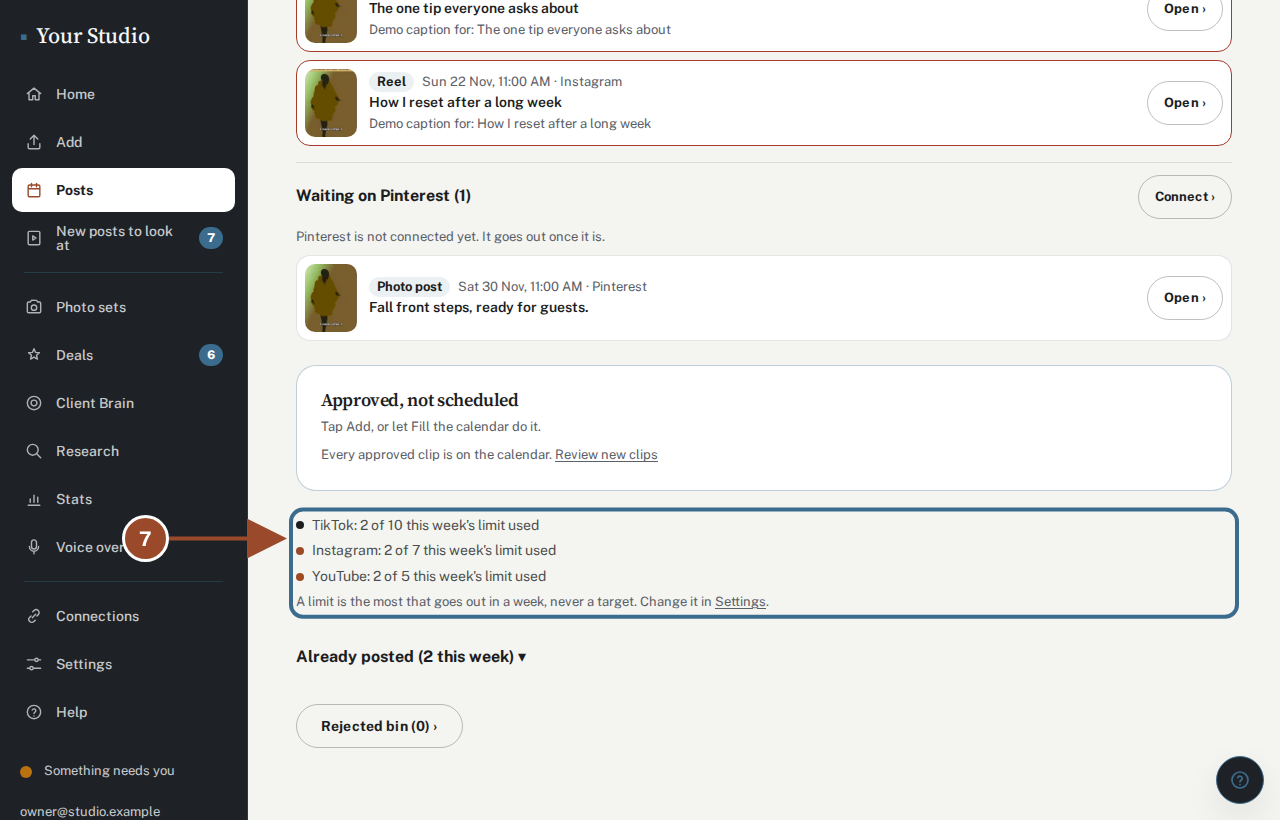 Your Studio
Home
Add
Posts
New posts to look at
7
Photo sets
Deals
6
Client Brain
Research
Stats
Voice over
7
Connections
Settings
Help
Something needs you
owner@studio.example
The one tip everyone asks about
Demo caption for: The one tip everyone asks about
Open ›
Reel Sun 22 Nov, 11:00 AM · Instagram
How I reset after a long week
Demo caption for: How I reset after a long week
Open ›
Waiting on Pinterest (1)
Connect ›
Pinterest is not connected yet. It goes out once it is.
Photo post Sat 30 Nov, 11:00 AM · Pinterest
Fall front steps, ready for guests.
Open ›
Approved, not scheduled
Tap Add, or let Fill the calendar do it.
Every approved clip is on the calendar. Review new clips
TikTok: 2 of 10 this week's limit used
Instagram: 2 of 7 this week's limit used
YouTube: 2 of 5 this week's limit used
A limit is the most that goes out in a week, never a target. Change it in Settings.
Already posted (2 this week) ▾
Rejected bin (0) ›